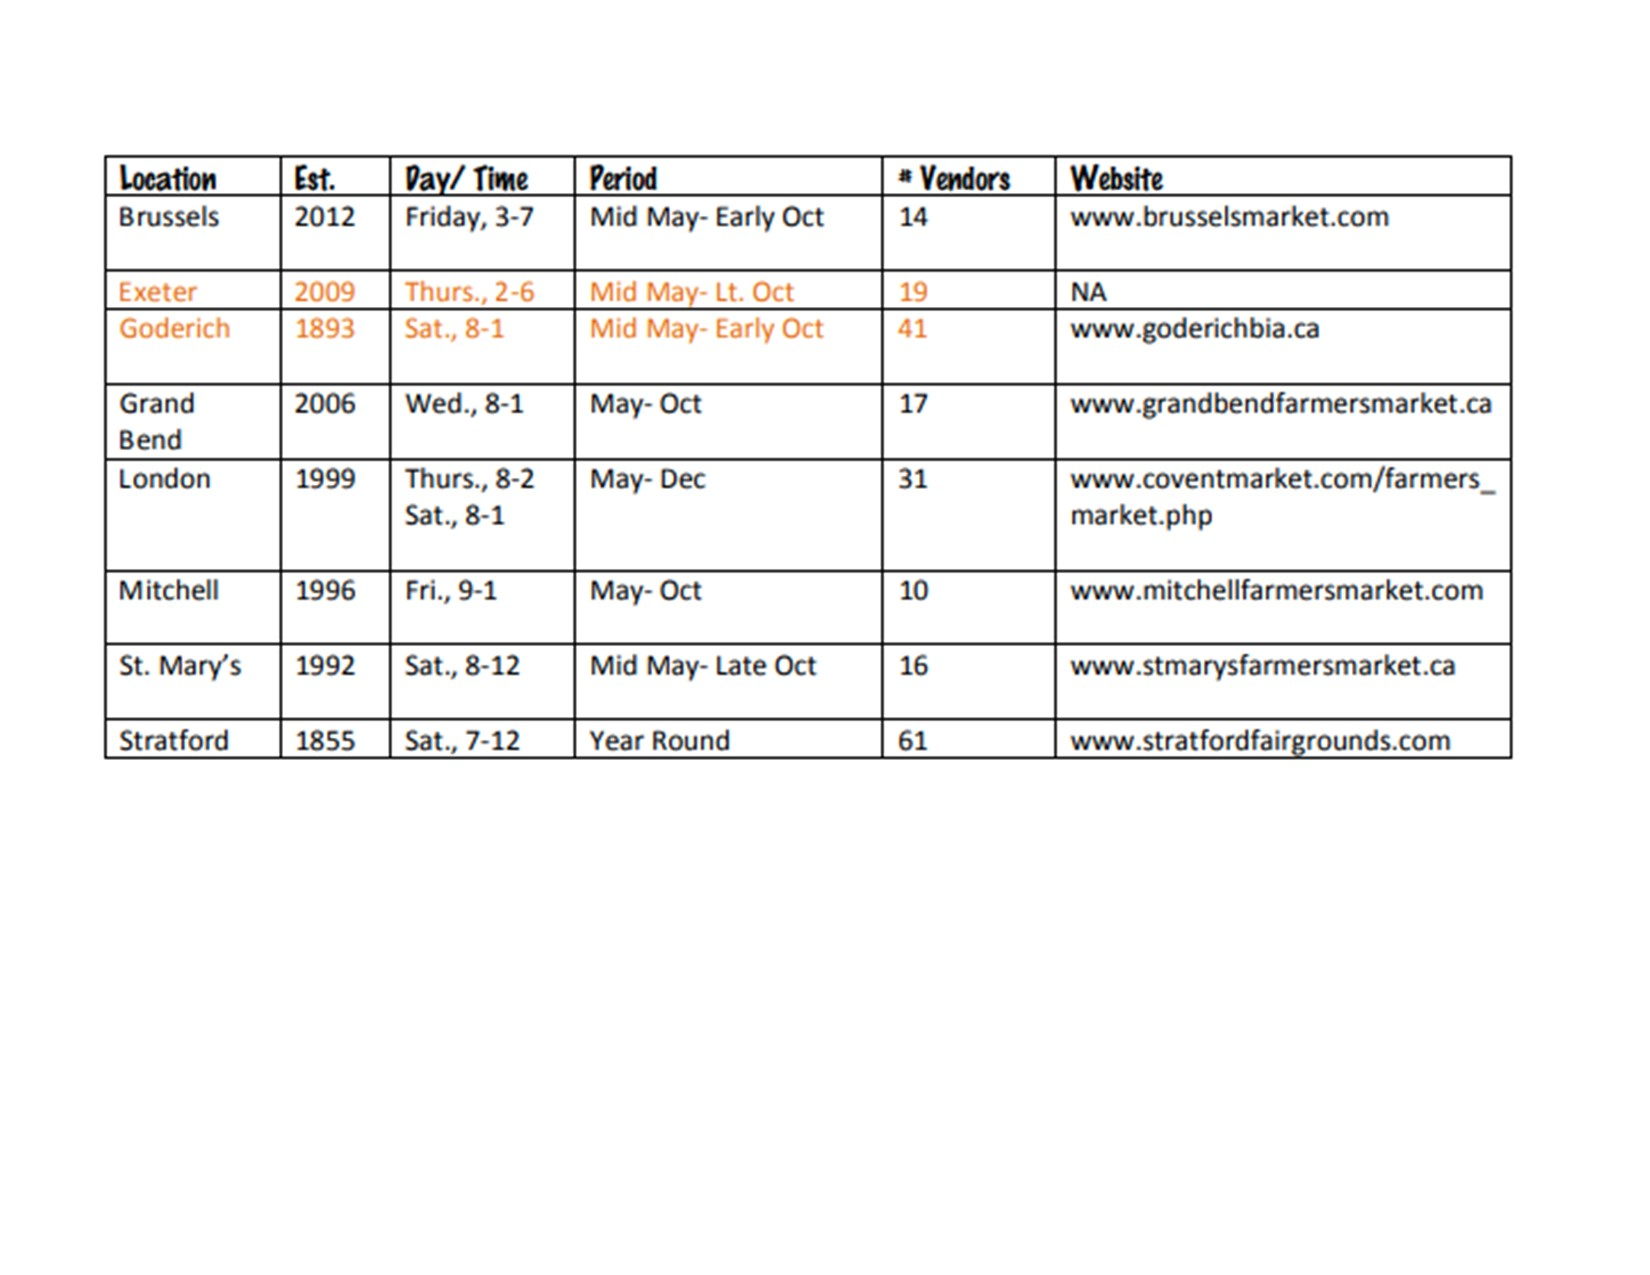 Location Est. Day/ Time Period # Vendors Website
Brussels 2012 Friday, 3-7 Mid May- Early Oct 14 www.brusselsmarket.com
Exeter 2009 Thurs., 2-6 Mid May- Lt. Oct 19 NA
Goderich 1893 Sat., 8-1 Mid May- Early Oct 41 www.goderichbia.ca
Grand 2006 Wed., 8-1 May- Oct 17 www.grandbendfarmersmarket.ca
Bend
London 1999 Thurs., 8-2 May- Dec 31 www.coventmarket.com/farmers_
Sat., 8-1 market.php
Mitchell 1996 Fri., 9-1 May- Oct 10 www.mitchellfarmersmarket.com
St. Mary’s 1992 Sat., 8-12 Mid May- Late Oct 16 www.stmarysfarmersmarket.ca
Stratford 1855 Sat., 7-12 Year Round 61 www.stratfordfairgrounds.com